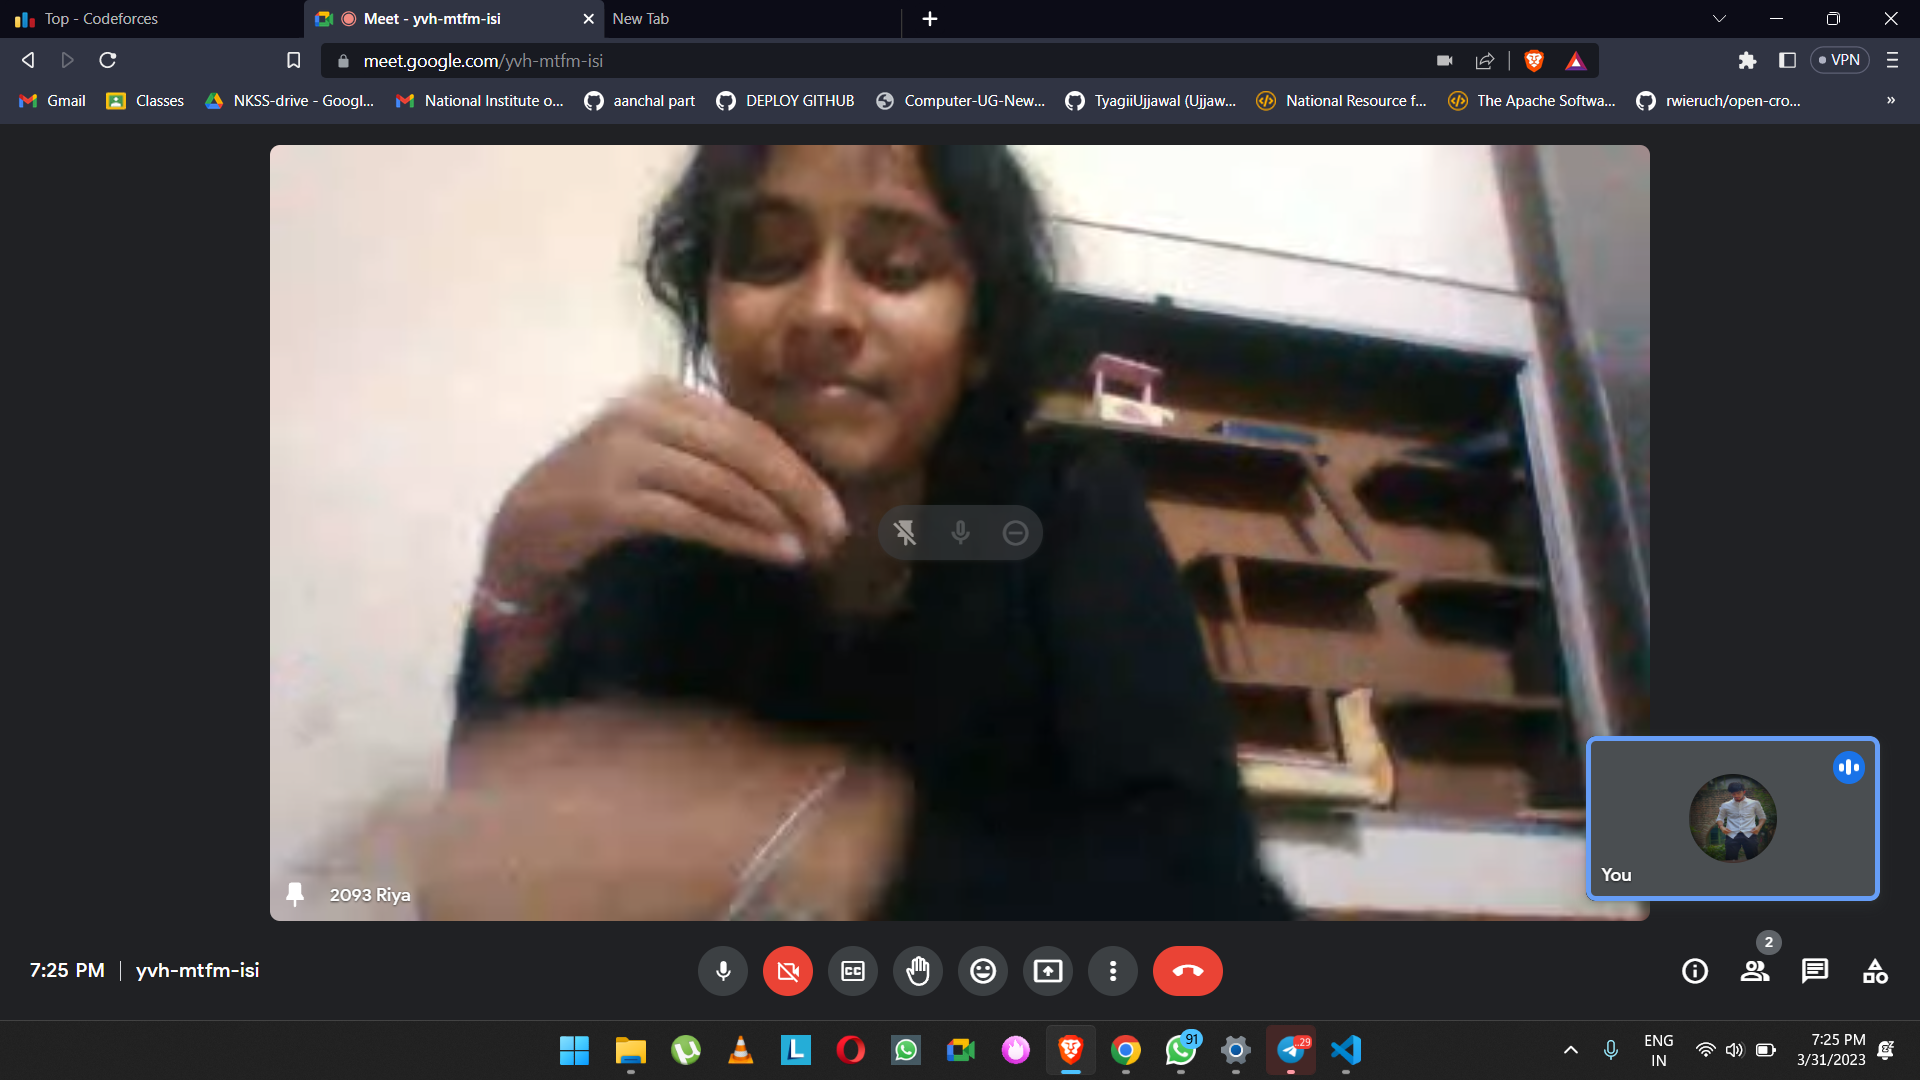 Top - Codeforces
Meet - yvh-mtfm-isi
New Tab
meet.google.com/yvh-mtfm-isi
VPN
Gmail
Classes
NKSS-drive - Googl...
National Institute o...
aanchal part
DEPLOY GITHUB
Computer-UG-New...
TyagiiUjjawal (Ujjaw...
National Resource f...
The Apache Softwa...
rwieruch/open-cro...
»
2093 Riya
You
7:25 PM | yvh-mtfm-isi
CC
2
L
91
..29
ENG
IN
7:25 PM
3/31/2023